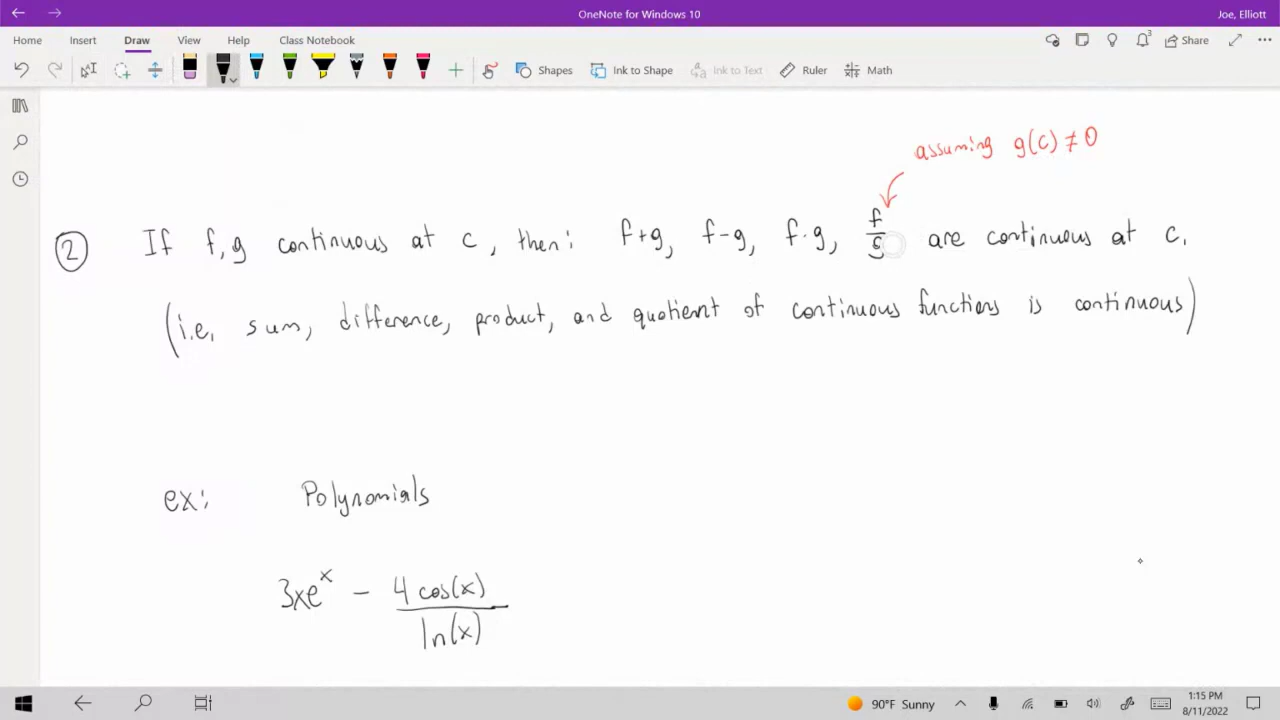 OneNote for Windows 10
Joe, Elliott
Home Insert Draw View Help Class Notebook
Share
Shapes Ink to Shape Ink to Text Ruler Math
assuming g(c) ≠ 0
② If f, g continuous at c, then: f+g, f-g, f·g, f/g are continuous at c.
(i.e, sum, difference, product, and quotient of continuous functions is continuous)
ex: Polynomials
3xe^x - 4 cos(x)/ln(x)
90°F Sunny
1:15 PM
8/11/2022